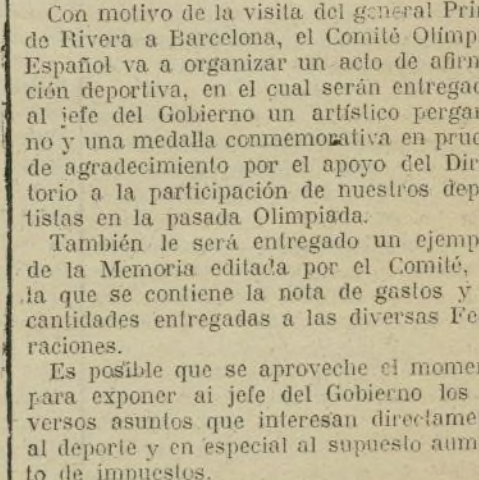 Con motivo de la visita del general Pri
de Rivera a Barcelona, el Comité Olímp
Español va a organizar un acto de afirm
ción deportiva, en el cual serán entregad
al jefe del Gobierno un artístico pergam
no y una medalla conmemorativa en prue
de agradecimiento por el apoyo del Dir
torio a la participación de nuestros dep
tistas en la pasada Olimpiada.
También le será entregado un ejemp
de la Memoria editada por el Comité,
la que se contiene la nota de gastos y
cantidades entregadas a las diversas Fe
raciones.
Es posible que se aproveche el momen
para exponer al jefe del Gobierno los
versos asuntos que interesan directame
al deporte y en especial al supuesto aum
to de impuestos.